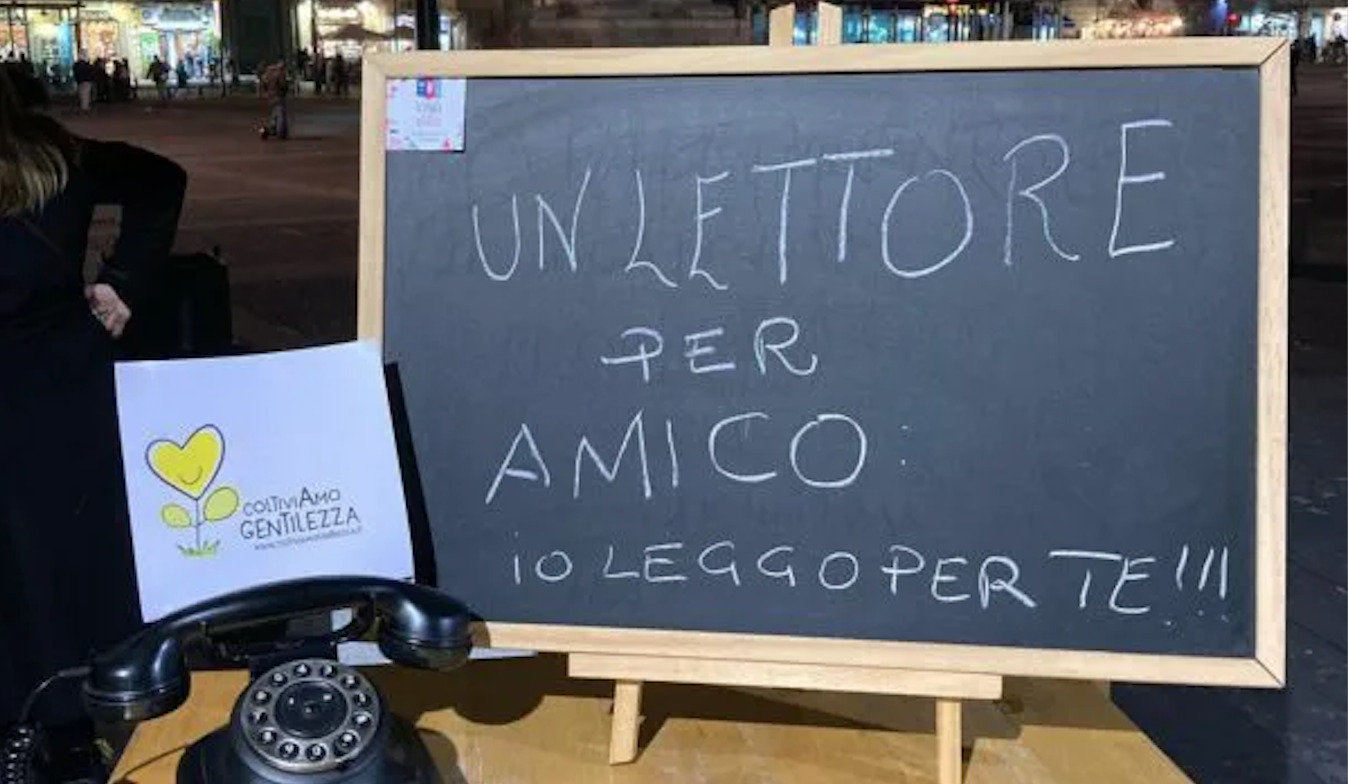 UN LETTORE
PER
AMICO:
iO LEGGO PER TE!!!
COLTIVIAMO
GENTILEZZA